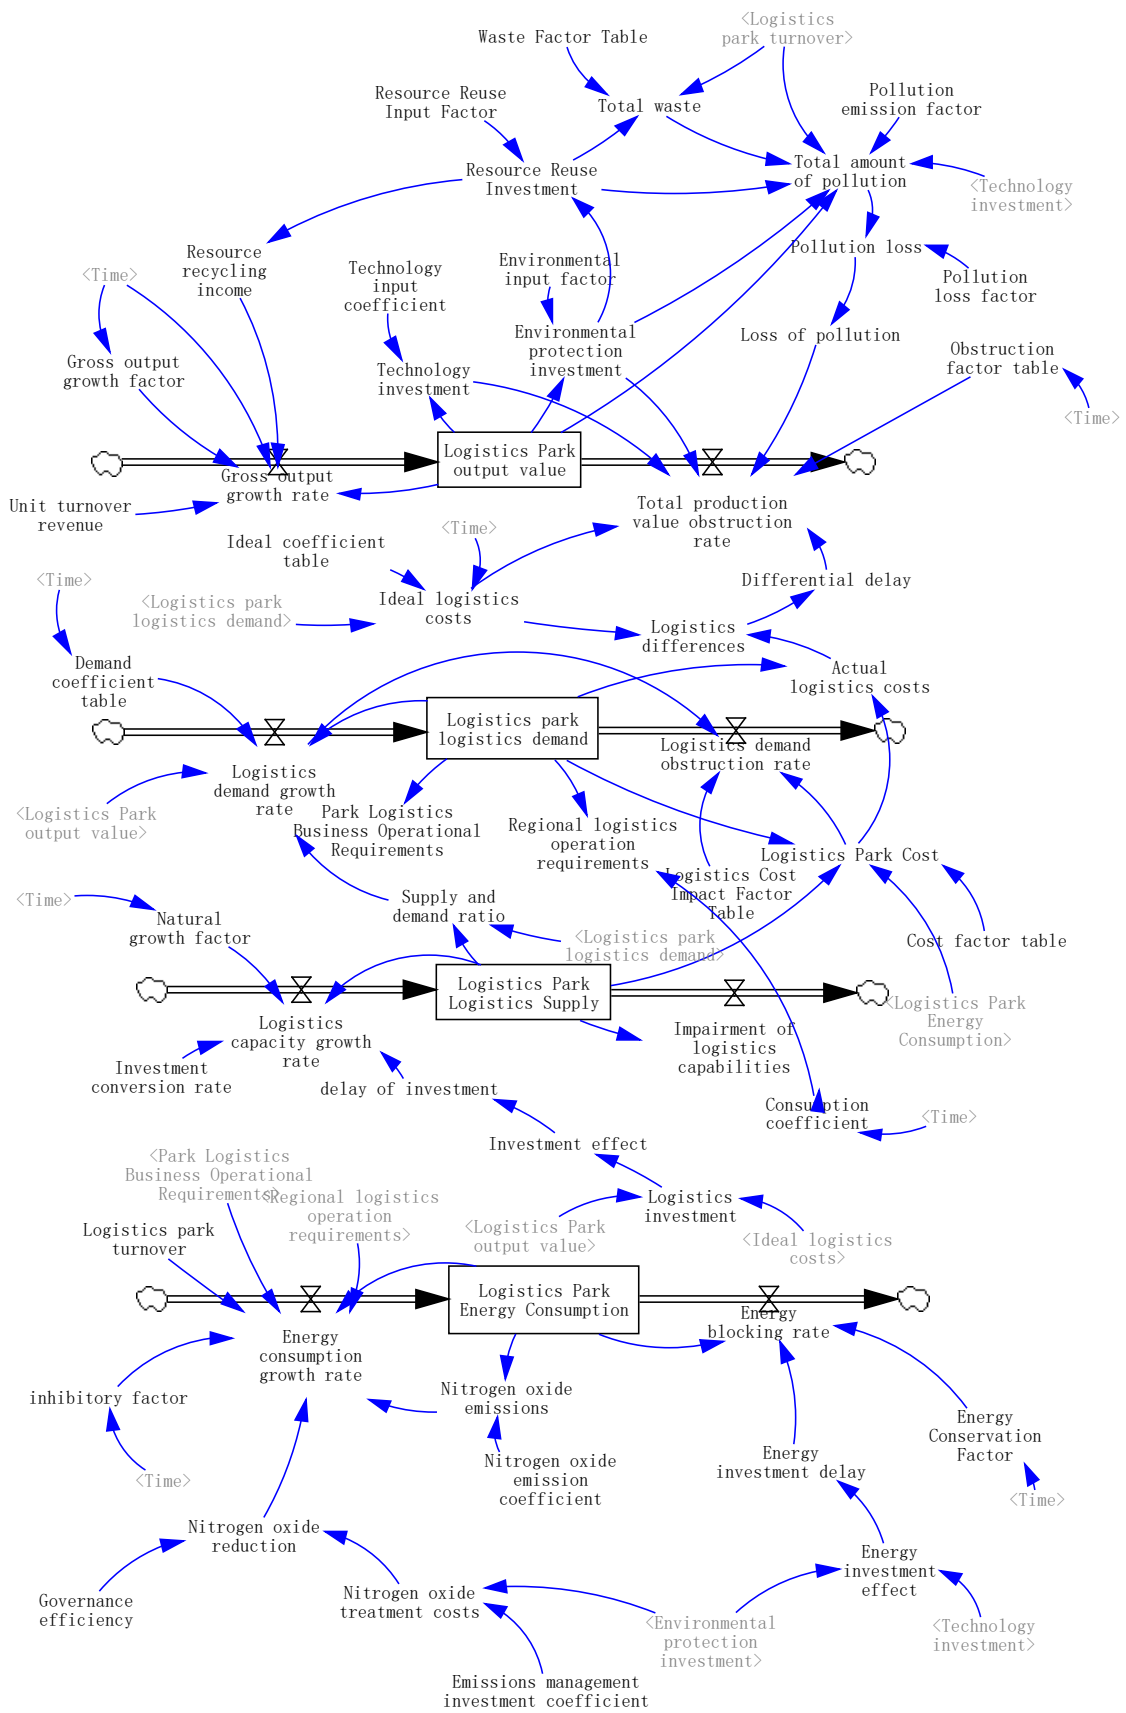 <Logistics
park turnover>
Waste Factor Table
Resource Reuse
Input Factor
Total waste
Pollution
emission factor
Resource Reuse
Investment
Total amount
of pollution
<Technology
investment>
Resource
recycling
income
<Time>
Technology
input
coefficient
Environmental
input factor
Pollution loss
Pollution
loss factor
Gross output
growth factor
Technology
investment
Environmental
protection
investment
Loss of pollution
Obstruction
factor table
<Time>
Logistics Park
output value
Gross output
growth rate
Unit turnover
revenue
Total production
value obstruction
rate
Ideal coefficient
table
<Time>
<Time>
<Logistics park
logistics demand>
Ideal logistics
costs
Differential delay
Logistics
differences
Demand
coefficient
table
Actual
logistics costs
Logistics park
logistics demand
Logistics demand
obstruction rate
Logistics
demand growth
rate
<Logistics Park
output value>
Park Logistics
Business Operational
Requirements
Regional logistics
operation
requirements
Logistics Park Cost
Logistics Cost
Impact Factor
Table
<Time>
Natural
growth factor
Supply and
demand ratio
<Logistics park
logistics demand>
Cost factor table
Logistics Park
Logistics Supply
<Logistics Park
Energy
Consumption>
Logistics
capacity growth
rate
Impairment of
logistics
capabilities
Investment
conversion rate
delay of investment
Consumption
coefficient
<Time>
Investment effect
<Park Logistics
Business Operational
Requirements>
<Regional logistics
operation
requirements>
Logistics
investment
Logistics park
turnover
<Logistics Park
output value>
<Ideal logistics
costs>
Logistics Park
Energy Consumption
Energy
blocking rate
Energy
consumption
growth rate
inhibitory factor
Nitrogen oxide
emissions
Energy
Conservation
Factor
<Time>
Nitrogen oxide
emission
coefficient
Energy
investment delay
<Time>
Nitrogen oxide
reduction
Energy
investment
effect
Governance
efficiency
Nitrogen oxide
treatment costs
<Environmental
protection
investment>
<Technology
investment>
Emissions management
investment coefficient